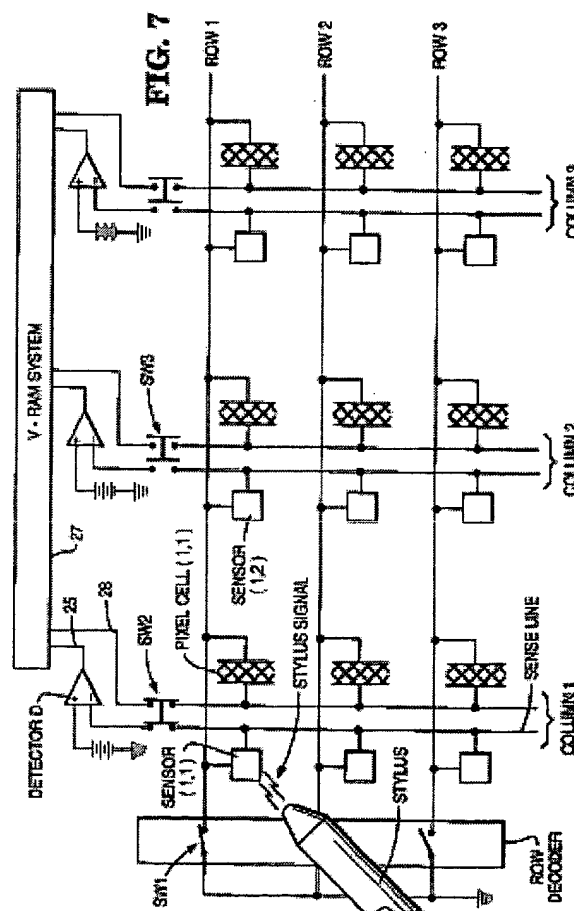 FIG. 7
V - RAM SYSTEM
27
25
28
DETECTOR D
SW2
SW3
ROW 1
ROW 2
ROW 3
PIXEL CELL (1,1)
SENSOR
(1,1)
SENSOR
(1,2)
STYLUS SIGNAL
STYLUS
SENSE LINE
SW1
ROW
DECODER
COLUMN 1
COLUMN 2
COLUMN 3